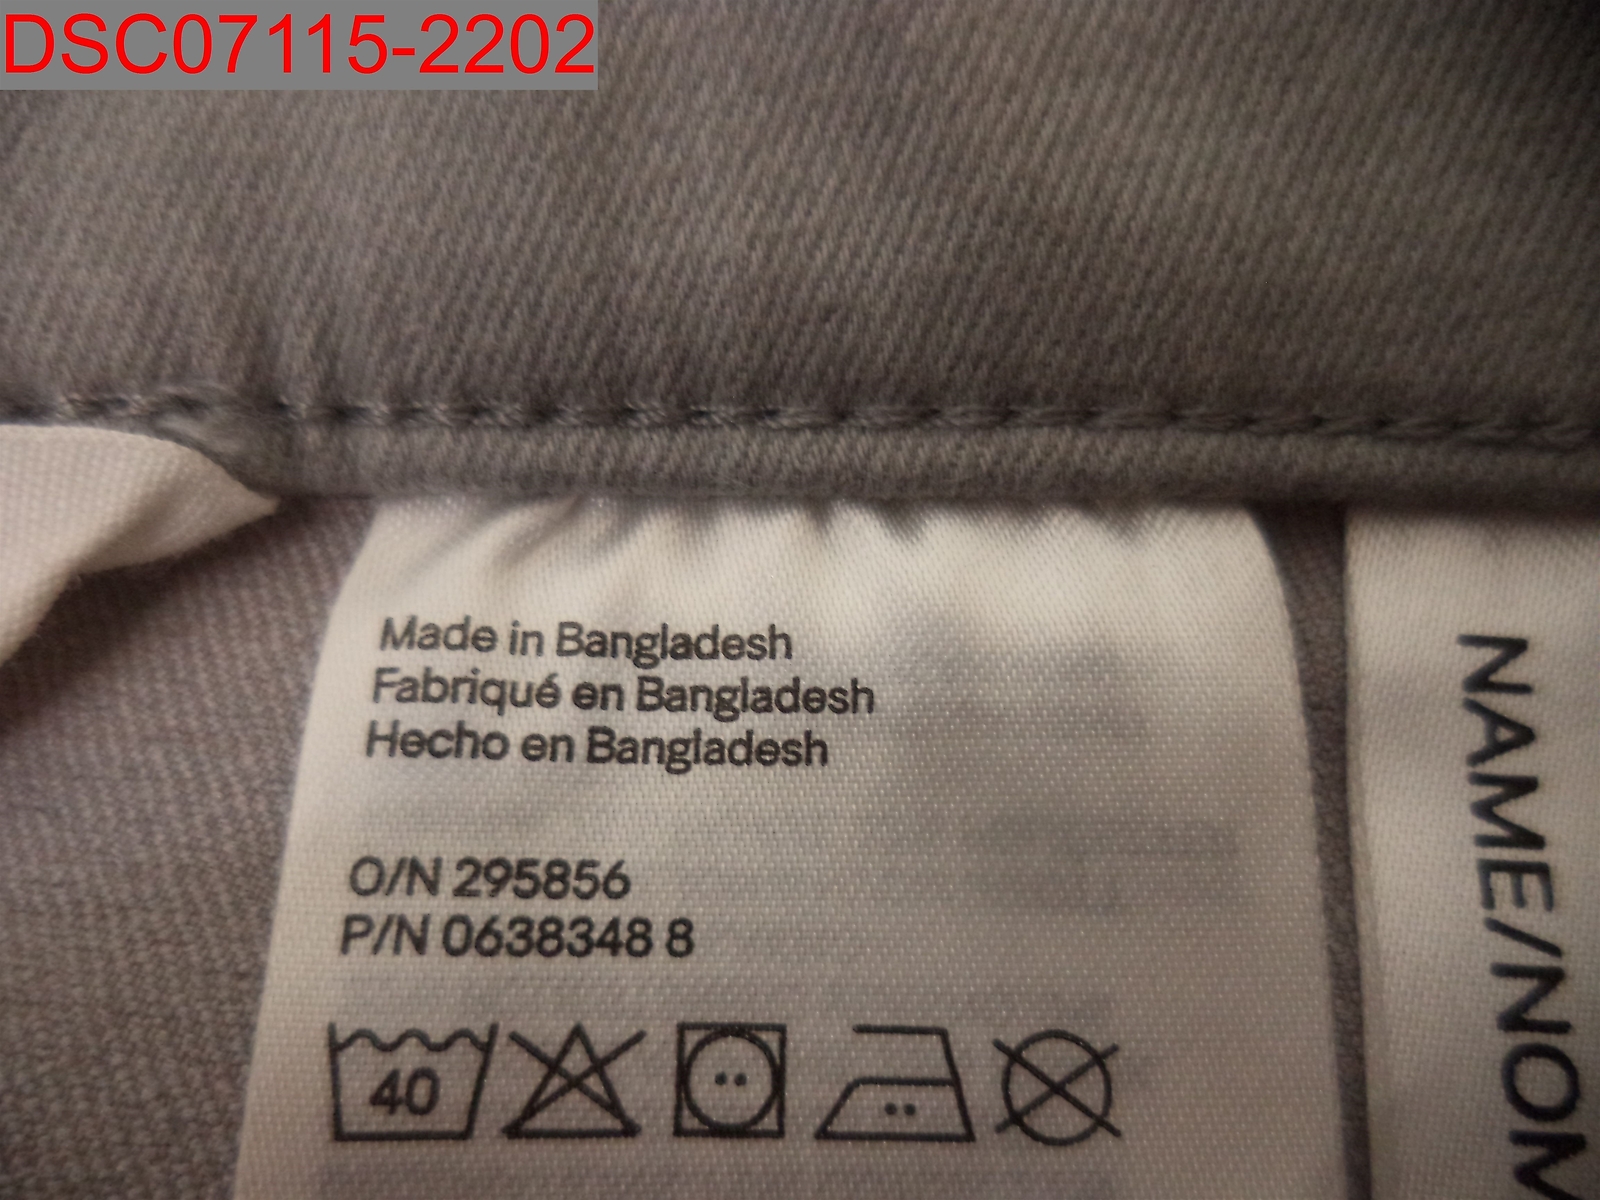 DSC07115-2202
Made in Bangladesh
Fabriqué en Bangladesh
Hecho en Bangladesh
O/N 295856
P/N 0638348 8
40
NAME/NOM